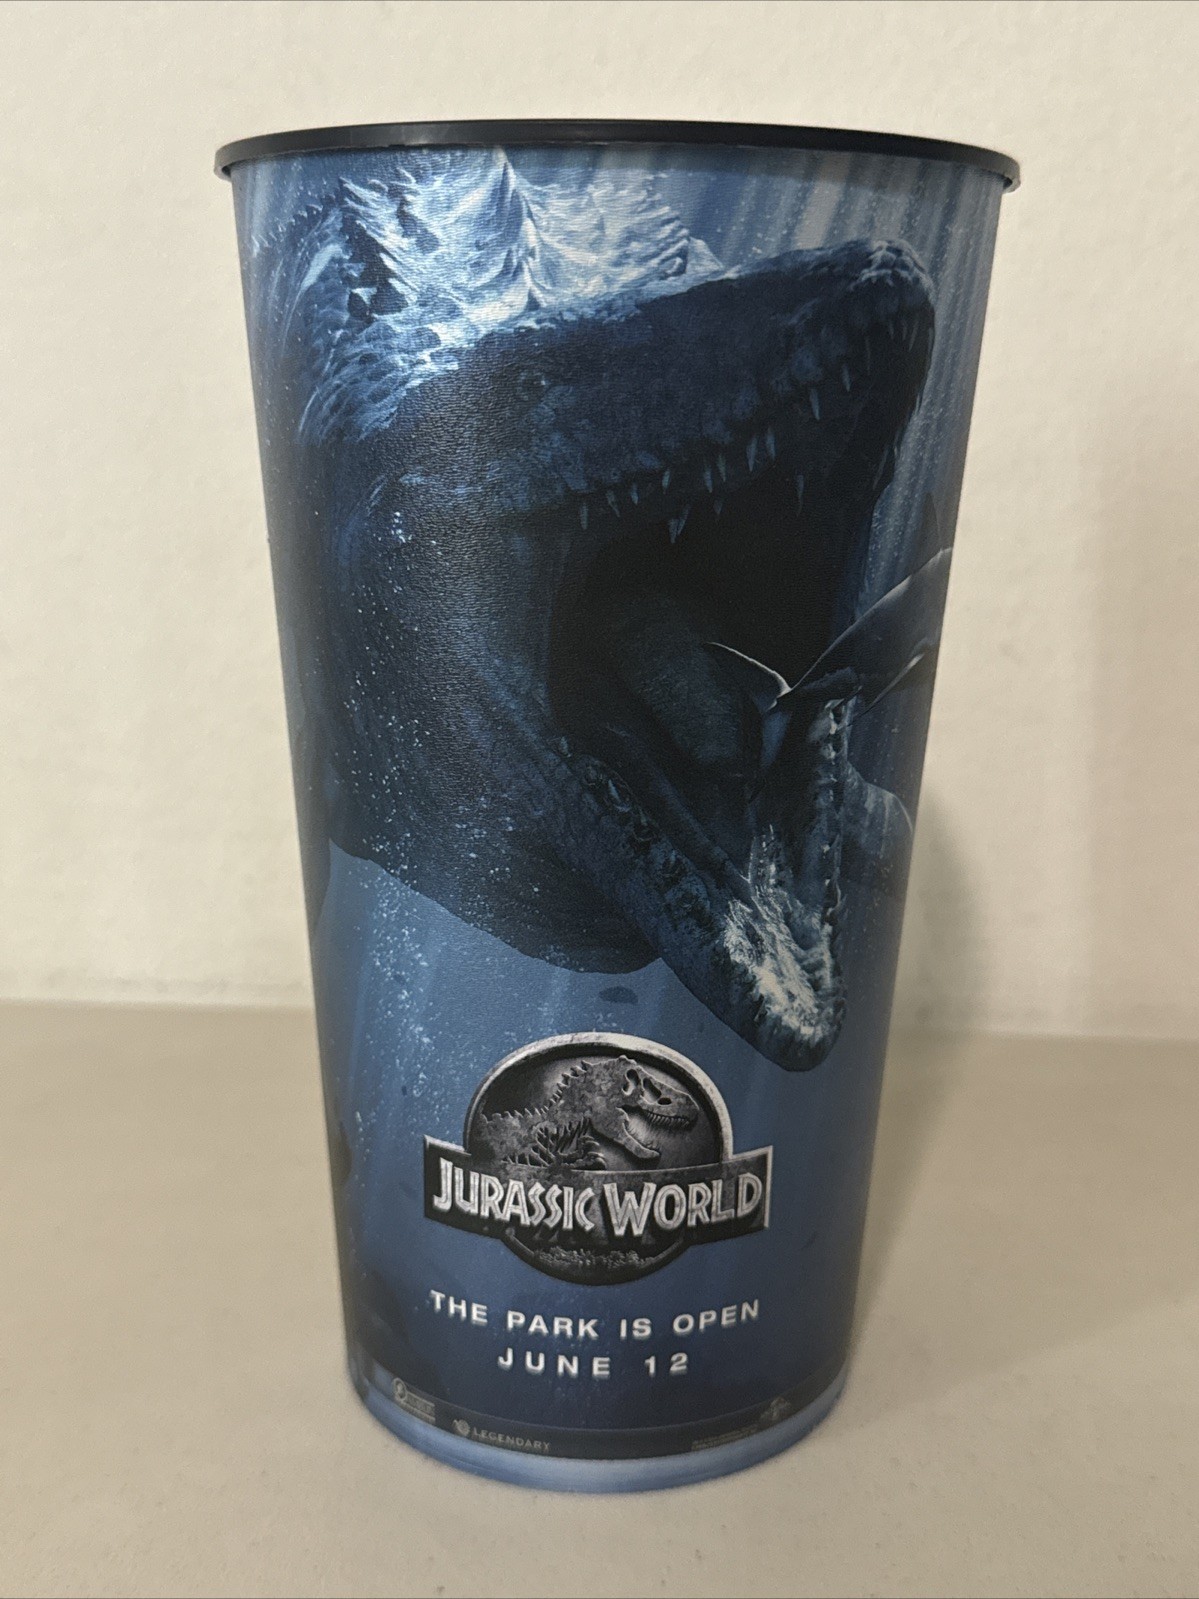 JURASSIC WORLD
THE PARK IS OPEN
JUNE 12
LEGENDARY